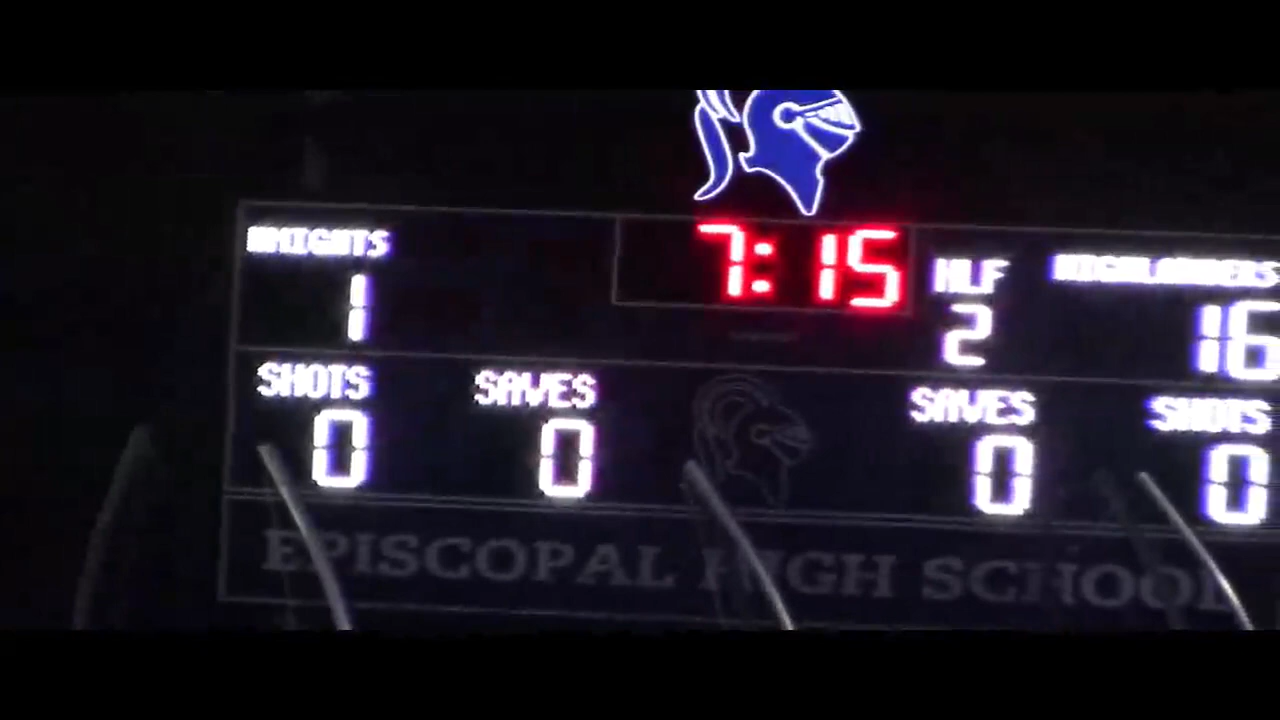 KNIGHTS 7:15 HLF HIGHLANDERS
1 2 16
SHOTS SAVES SAVES SHOTS
0 0 0 0
EPISCOPAL HIGH SCHOOL